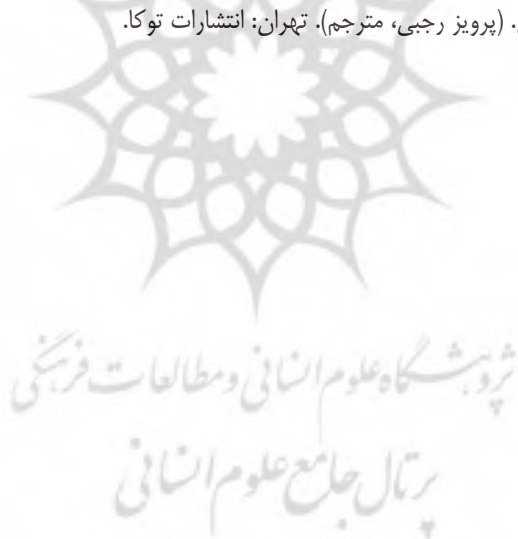 . (پرویز رجبی، مترجم). تهران: انتشارات توکا.
پژوهشگاه علوم انسانی و مطالعات فرهنگی
پرتال جامع علوم انسانی